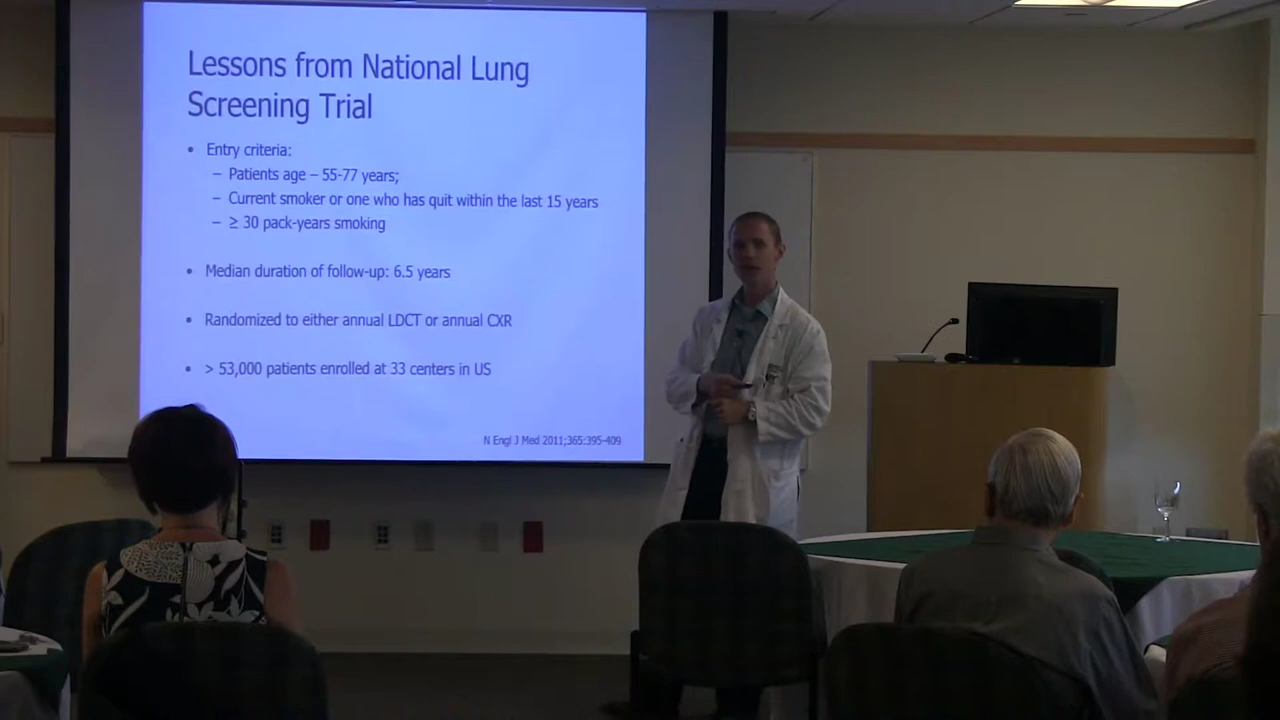 Lessons from National Lung
Screening Trial
• Entry criteria:
– Patients age – 55-77 years;
– Current smoker or one who has quit within the last 15 years
– ≥ 30 pack-years smoking
• Median duration of follow-up: 6.5 years
• Randomized to either annual LDCT or annual CXR
• > 53,000 patients enrolled at 33 centers in US
N Engl J Med 2011;365:395-409